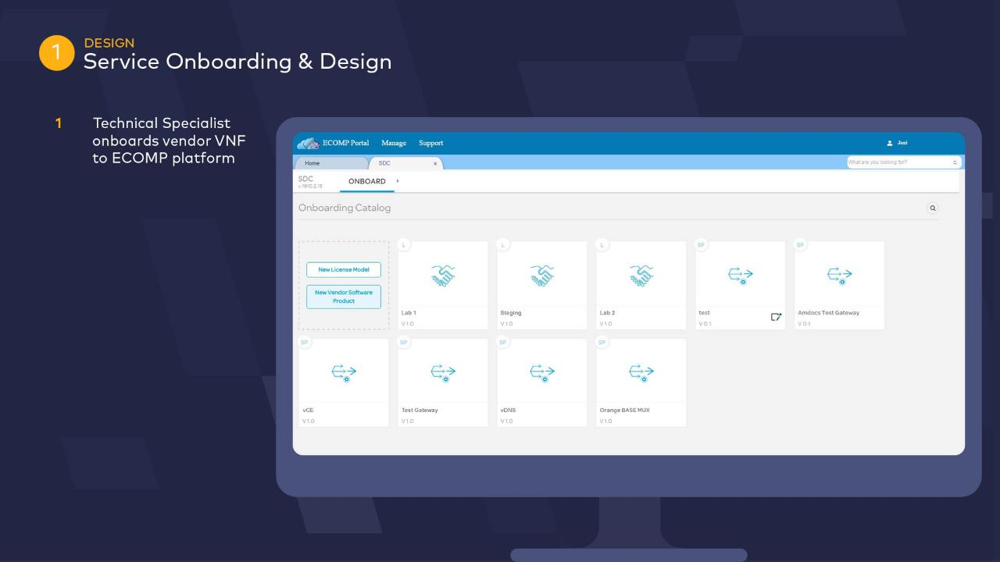 1
DESIGN
Service Onboarding & Design
1
Technical Specialist
onboards vendor VNF
to ECOMP platform
ECOMP Portal Manage Support Jeni
Home SDC x What are you looking for?
SDC
v.1610.2.13
ONBOARD
Onboarding Catalog
New License Model
New Vendor Software
Product
L
Lab 1
V 1.0
L
Staging
V 1.0
L
Lab 2
V 1.0
SP
test
V 0.1
SP
Amdocs Test Gateway
V 0.1
SP
vCE
V 1.0
SP
Test Gateway
V 1.0
SP
vDNS
V 1.0
SP
Orange BASE MUX
V 1.0